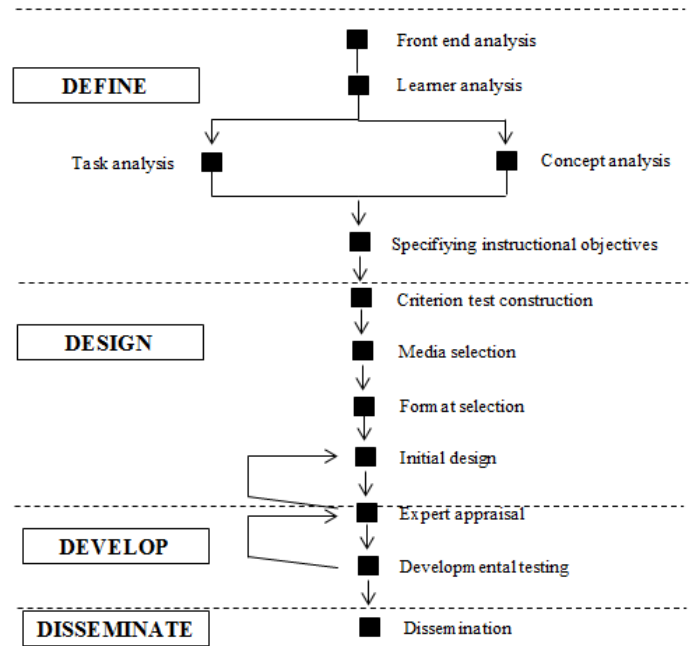 Front end analysis
DEFINE
Learner analysis
Task analysis
Concept analysis
Specifiying instructional objectives
Criterion test construction
DESIGN
Media selection
Format selection
Initial design
Expert appraisal
DEVELOP
Developmental testing
DISSEMINATE
Dissemination